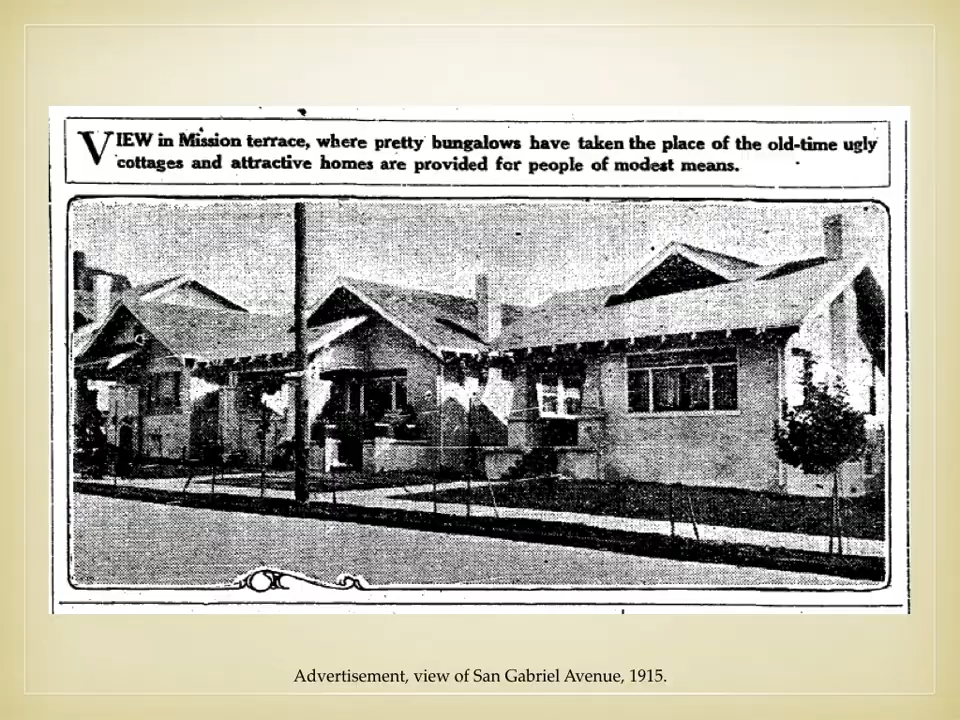 VIEW in Mission terrace, where pretty bungalows have taken the place of the old-time ugly
cottages and attractive homes are provided for people of modest means.
Advertisement, view of San Gabriel Avenue, 1915.